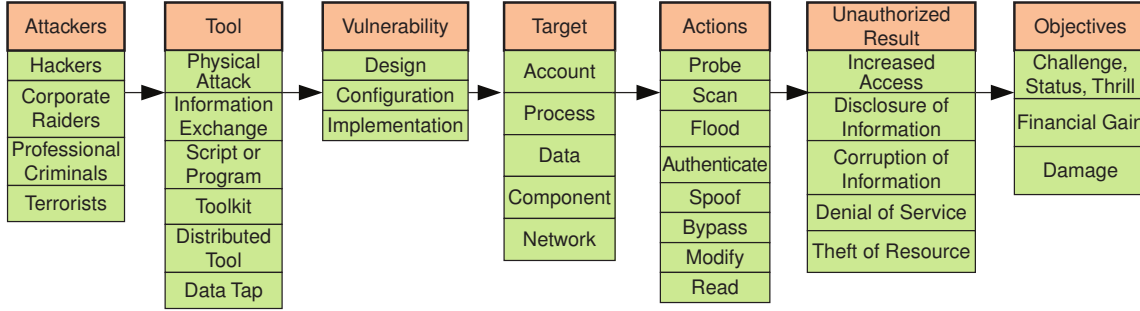 Attackers
Hackers
Corporate
Raiders
Professional
Criminals
Terrorists
Tool
Physical
Attack
Information
Exchange
Script or
Program
Toolkit
Distributed
Tool
Data Tap
Vulnerability
Design
Configuration
Implementation
Target
Account
Process
Data
Component
Network
Actions
Probe
Scan
Flood
Authenticate
Spoof
Bypass
Modify
Read
Unauthorized
Result
Increased
Access
Disclosure of
Information
Corruption of
Information
Denial of Service
Theft of Resource
Objectives
Challenge,
Status, Thrill
Financial Gain
Damage